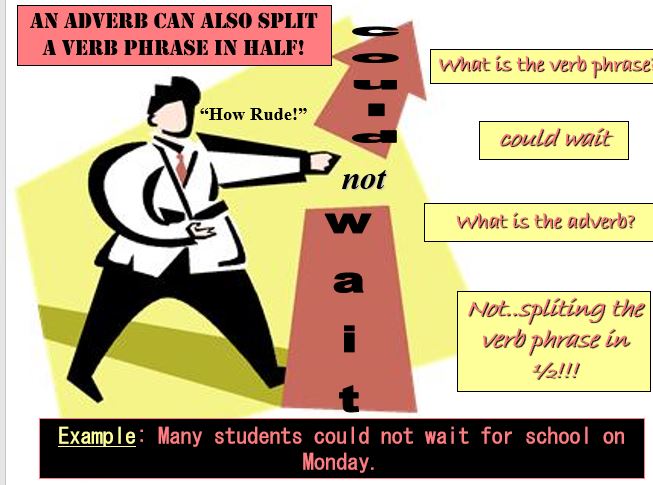 AN ADVERB CAN ALSO SPLIT
A VERB PHRASE IN HALF!
“How Rude!”
could
not
wait
What is the verb phrase?
could wait
What is the adverb?
Not..spliting the
verb phrase in
½!!!
Example: Many students could not wait for school on
Monday.